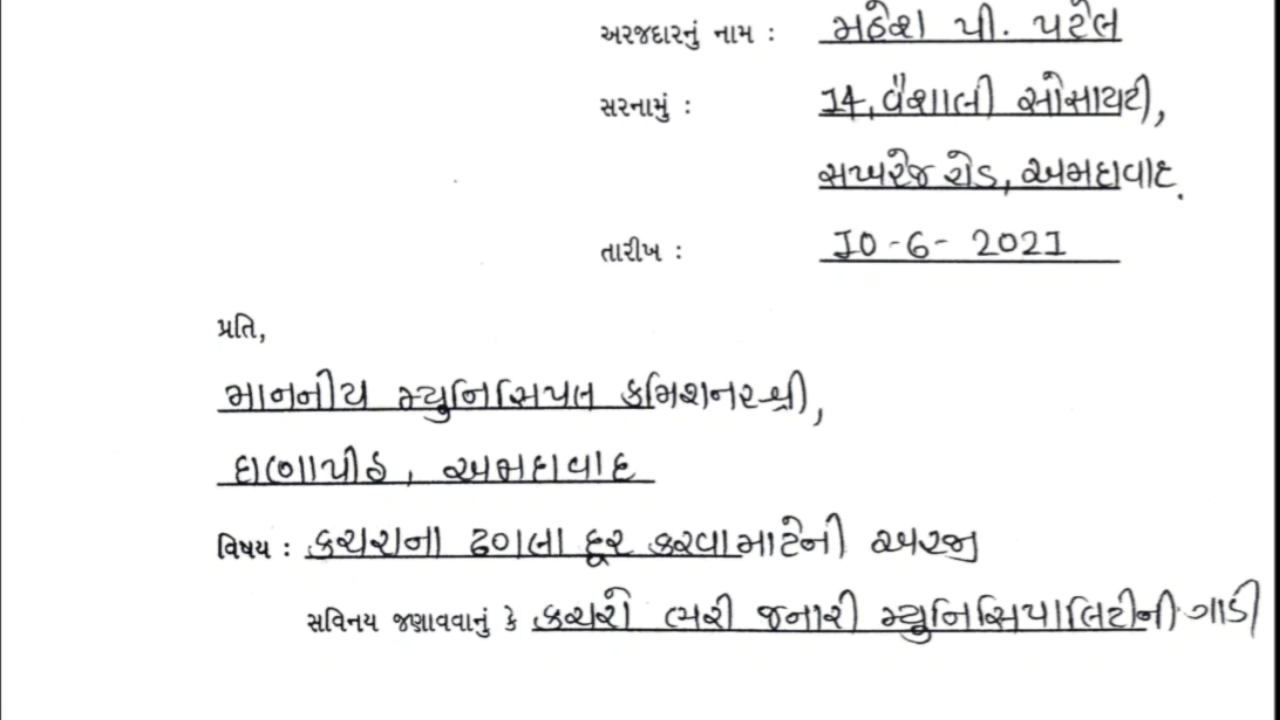 અરજદારનું નામ : મહેશ પી. પટેલ
સરનામું : 14, વૈશાલી સોસાયટી,
સરખેજ રોડ, અમદાવાદ.
તારીખ : 10-6-2021
પ્રતિ,
માનનીય મ્યુનિસિપલ કમિશનરશ્રી,
દાણાપીઠ, અમદાવાદ
વિષય : કચરાના ઢગલા દૂર કરવા માટેની અરજી
સવિનય જણાવવાનું કે કચરો ભરી જનારી મ્યુનિસિપાલિટીની ગાડી